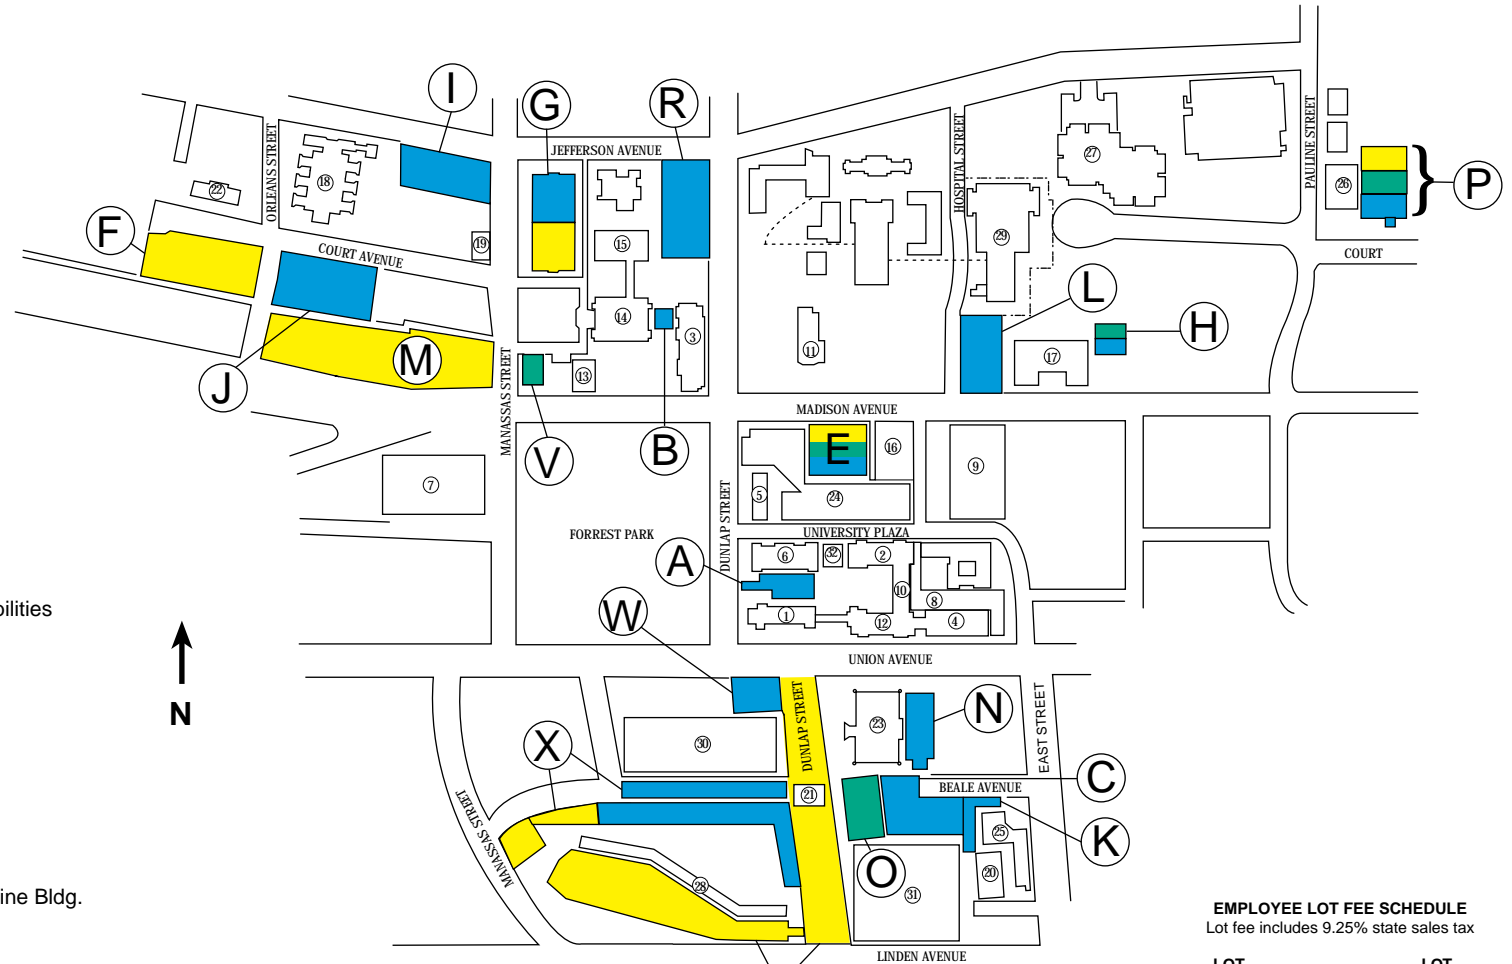 I
G
R
JEFFERSON AVENUE
ORLEANS STREET
HOSPITAL STREET
PAULINE STREET
27
18
22
26
P
F
19
15
29
COURT AVENUE
COURT
L
14
3
11
17
H
M
J
13
MANASSAS STREET
MADISON AVENUE
V
B
E
16
9
7
5
24
DUNLAP STREET
FORREST PARK
UNIVERSITY PLAZA
6
32
2
A
10
8
1
12
4
W
bilities
N
UNION AVENUE
DUNLAP STREET
EAST STREET
23
N
30
X
21
BEALE AVENUE
C
MANASSAS STREET
25
K
O
20
28
31
ine Bldg.
LINDEN AVENUE
EMPLOYEE LOT FEE SCHEDULE
Lot fee includes 9.25% state sales tax
LOT LOT